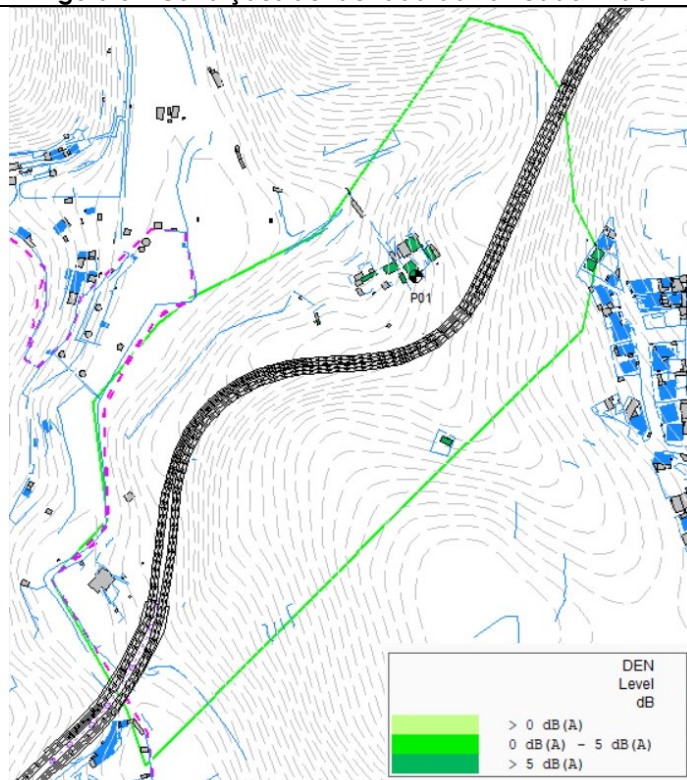 P01
DEN
Level
dB
> 0 dB(A)
0 dB(A) - 5 dB(A)
> 5 dB(A)